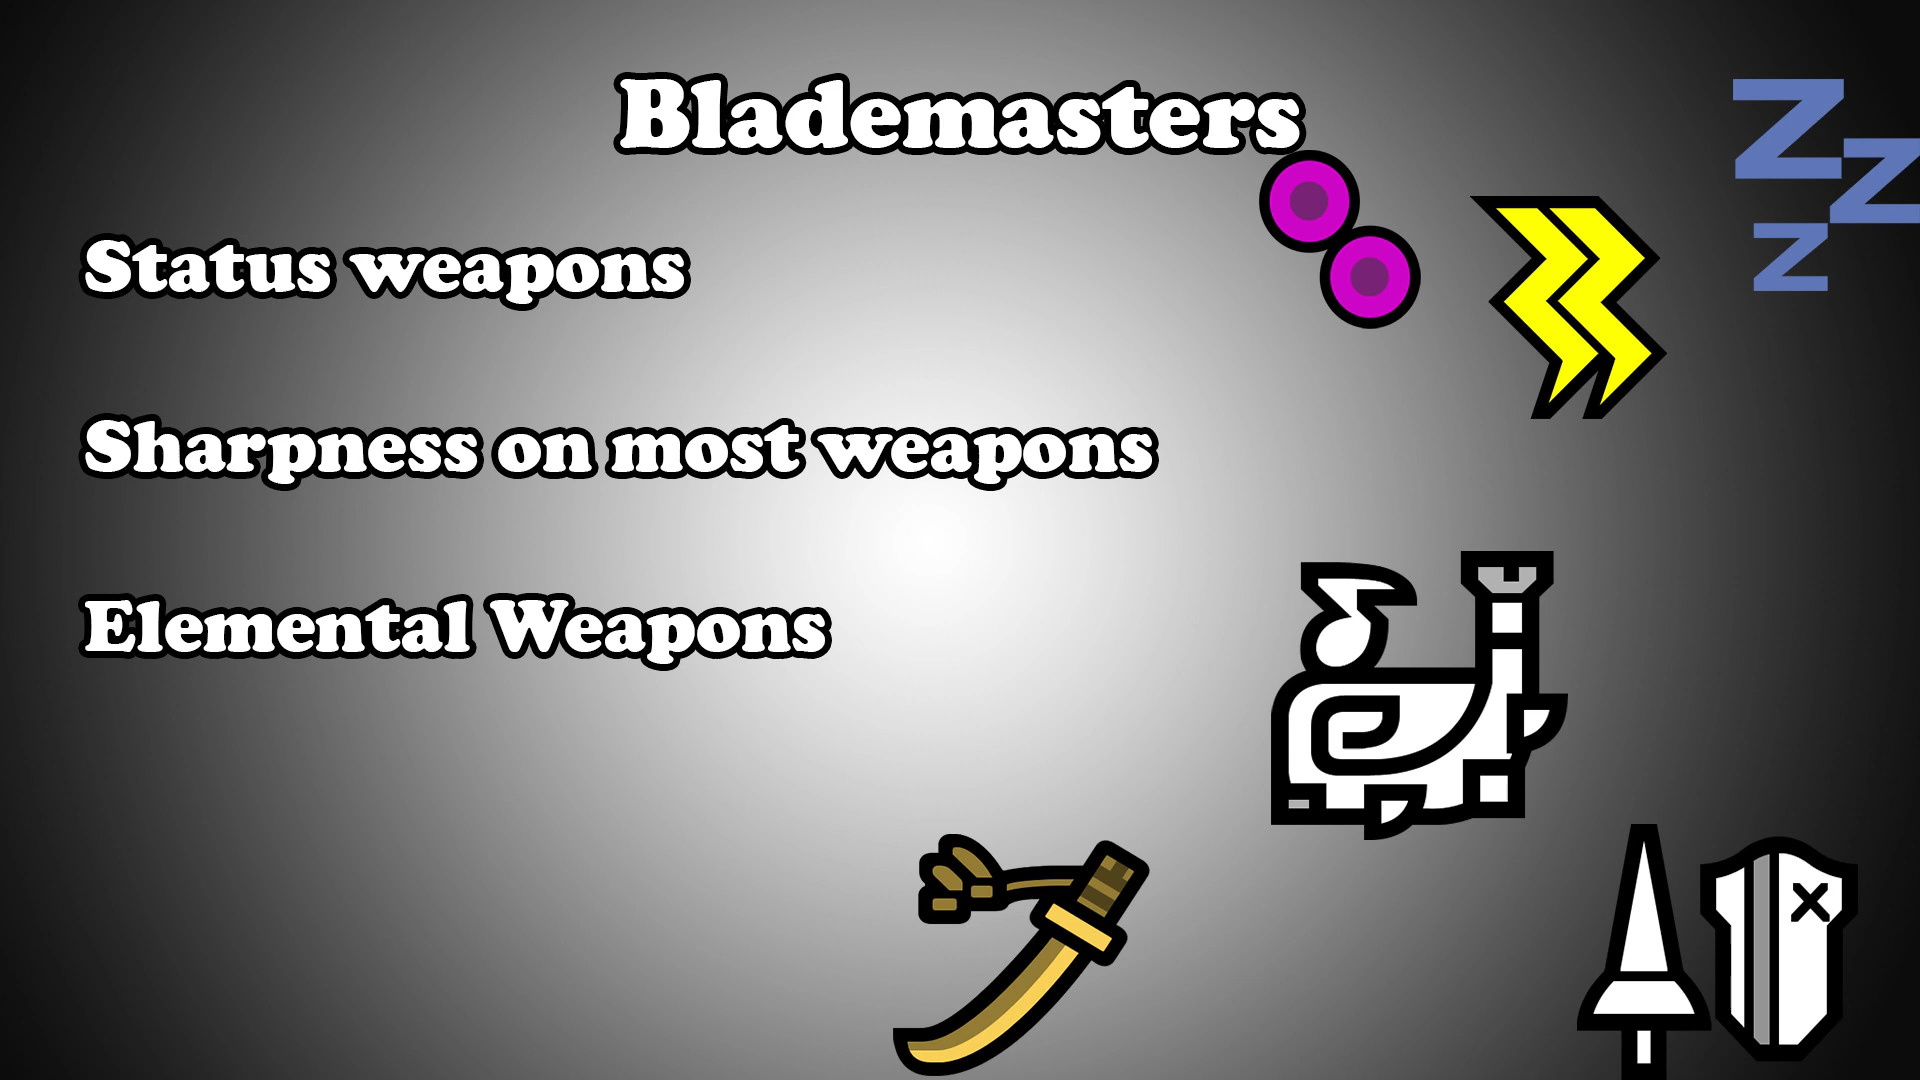 Blademasters
Z
Z
Z
Status weapons
Sharpness on most weapons
Elemental Weapons